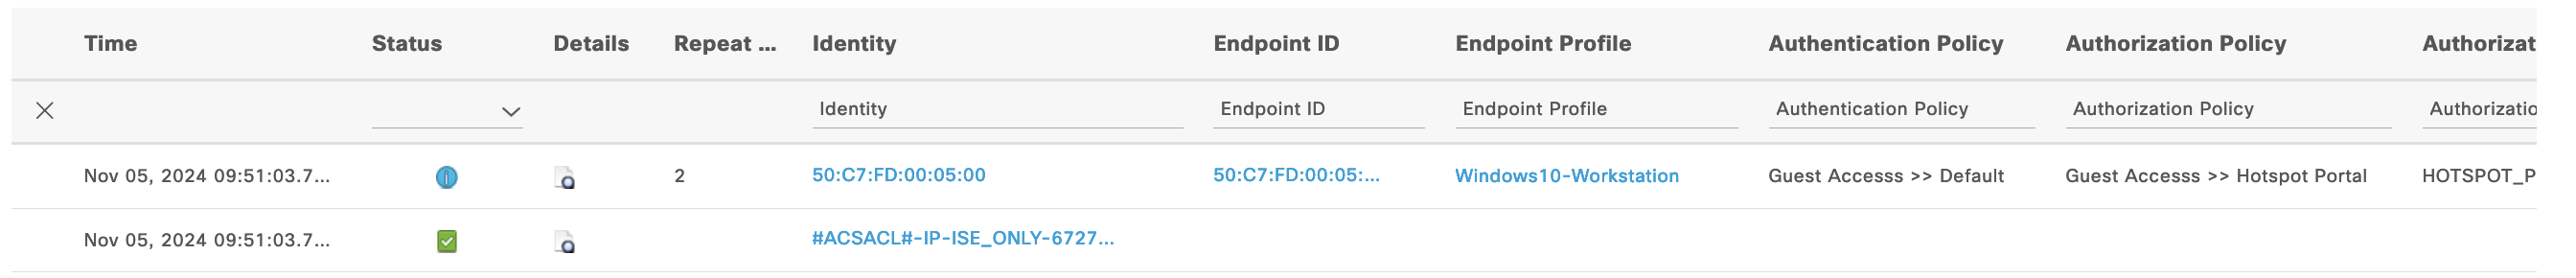 Time Status Details Repeat ... Identity Endpoint ID Endpoint Profile Authentication Policy Authorization Policy Authorizat
Identity Endpoint ID Endpoint Profile Authentication Policy Authorization Policy Authorizatio
Nov 05, 2024 09:51:03.7... 2 50:C7:FD:00:05:00 50:C7:FD:00:05:... Windows10-Workstation Guest Accesss >> Default Guest Accesss >> Hotspot Portal HOTSPOT_P
Nov 05, 2024 09:51:03.7... #ACSACL#-IP-ISE_ONLY-6727...